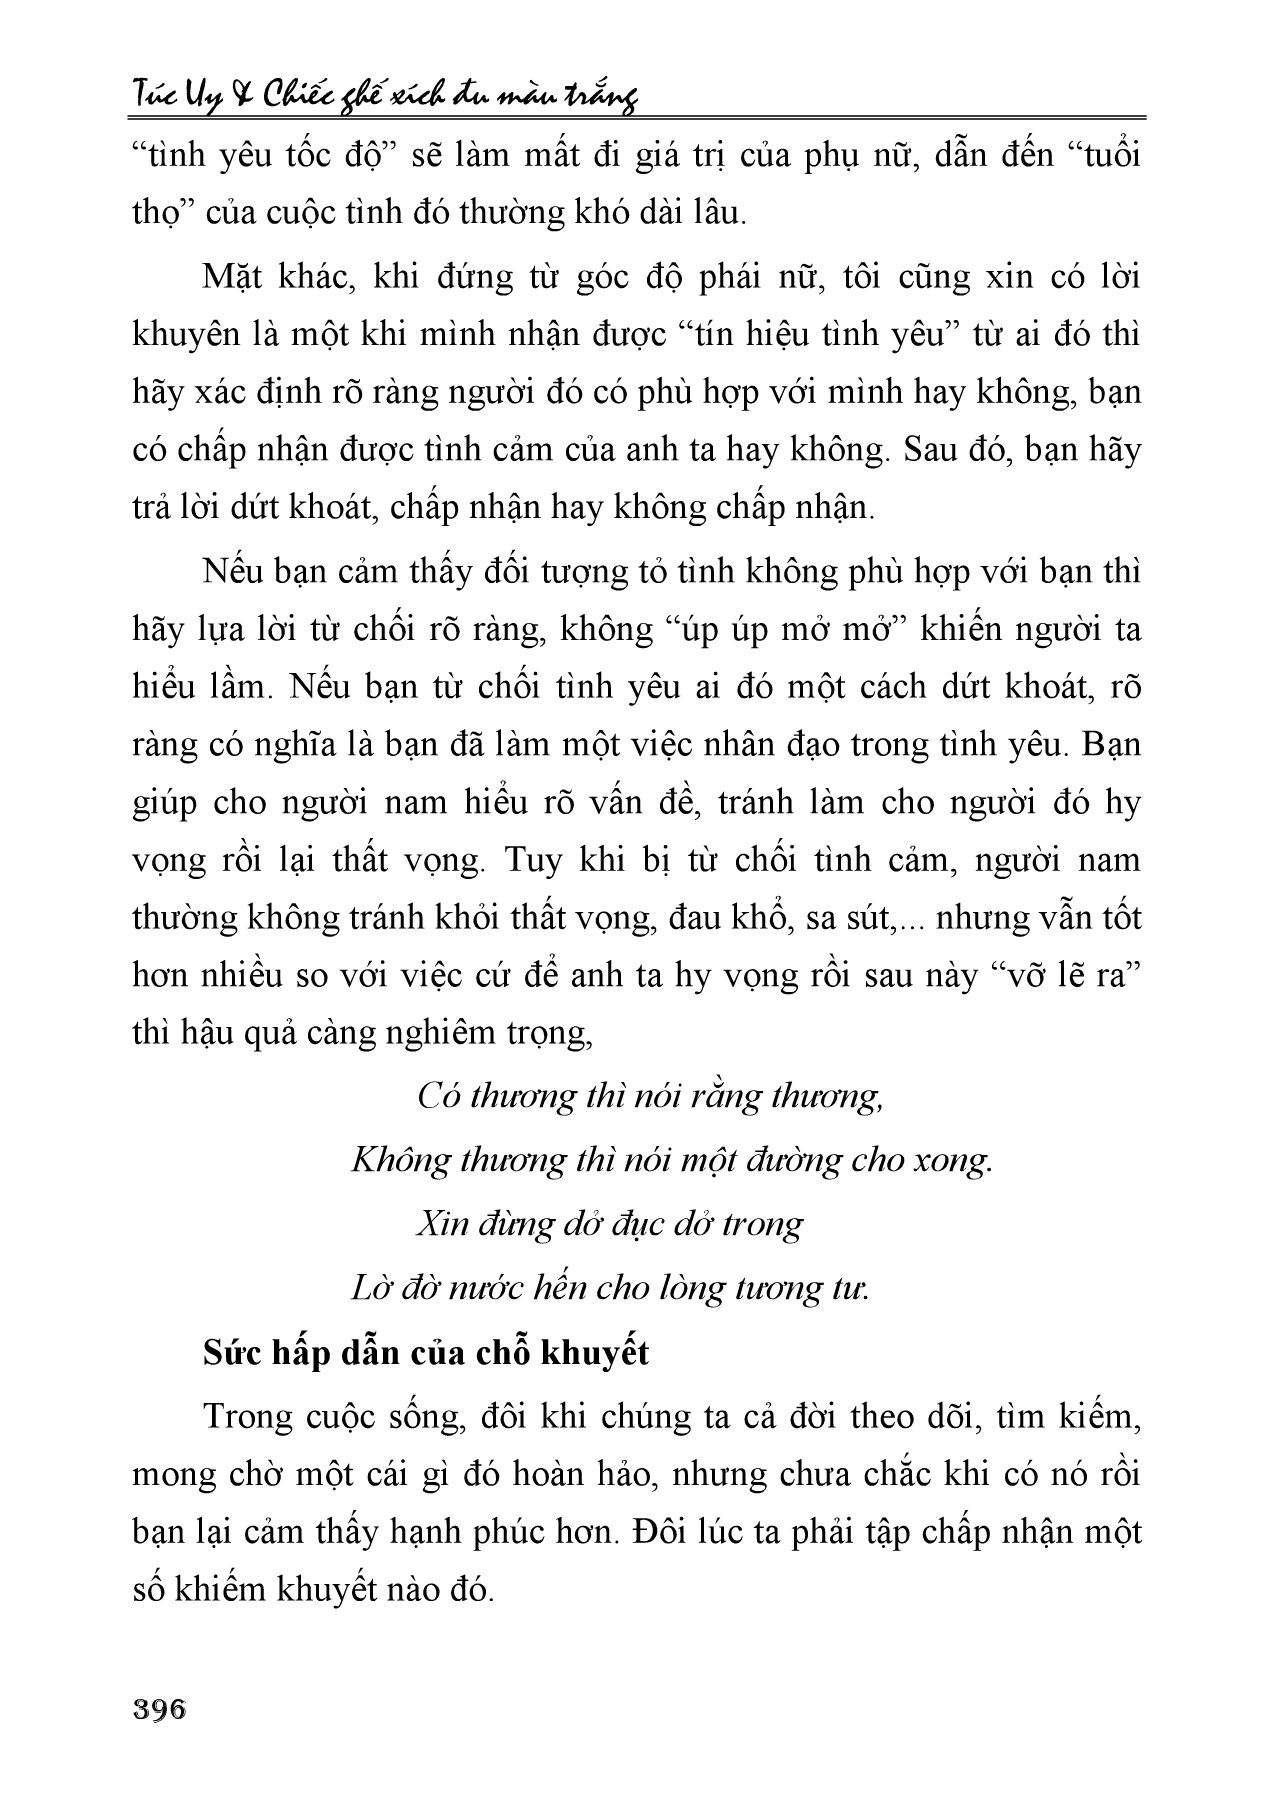 Túc Uy & Chiếc ghế xích đu màu trắng
“tình yêu tốc độ” sẽ làm mất đi giá trị của phụ nữ, dẫn đến “tuổi
thọ” của cuộc tình đó thường khó dài lâu.
Mặt khác, khi đứng từ góc độ phái nữ, tôi cũng xin có lời
khuyên là một khi mình nhận được “tín hiệu tình yêu” từ ai đó thì
hãy xác định rõ ràng người đó có phù hợp với mình hay không, bạn
có chấp nhận được tình cảm của anh ta hay không. Sau đó, bạn hãy
trả lời dứt khoát, chấp nhận hay không chấp nhận.
Nếu bạn cảm thấy đối tượng tỏ tình không phù hợp với bạn thì
hãy lựa lời từ chối rõ ràng, không “úp úp mở mở” khiến người ta
hiểu lầm. Nếu bạn từ chối tình yêu ai đó một cách dứt khoát, rõ
ràng có nghĩa là bạn đã làm một việc nhân đạo trong tình yêu. Bạn
giúp cho người nam hiểu rõ vấn đề, tránh làm cho người đó hy
vọng rồi lại thất vọng. Tuy khi bị từ chối tình cảm, người nam
thường không tránh khỏi thất vọng, đau khổ, sa sút,... nhưng vẫn tốt
hơn nhiều so với việc cứ để anh ta hy vọng rồi sau này “vỡ lẽ ra”
thì hậu quả càng nghiêm trọng,
Có thương thì nói rằng thương,
Không thương thì nói một đường cho xong.
Xin đừng dở đục dở trong
Lờ đờ nước hến cho lòng tương tư.
Sức hấp dẫn của chỗ khuyết
Trong cuộc sống, đôi khi chúng ta cả đời theo dõi, tìm kiếm,
mong chờ một cái gì đó hoàn hảo, nhưng chưa chắc khi có nó rồi
bạn lại cảm thấy hạnh phúc hơn. Đôi lúc ta phải tập chấp nhận một
số khiếm khuyết nào đó.
396